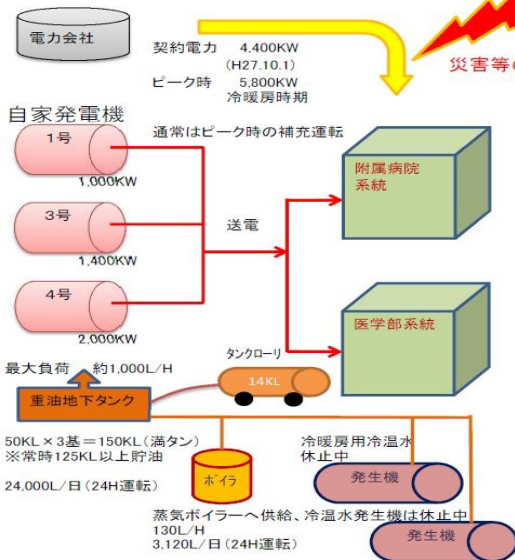 電力会社
契約電力 4,400KW
(H27.10.1)
ピーク時 5,800KW
冷暖房時期
災害等の
自家発電機
通常はピーク時の補充運転
1号
1,000KW
附属病院
系統
3号
1,400KW
送電
4号
2,000KW
医学部系統
タンクローリ
最大負荷 約1,000L/H
14KL
重油地下タンク
50KL×3基=150KL(満タン)
※常時125KL以上貯油
冷暖房用冷温水
休止中
24,000L/日(24H運転)
ボイラ
発生機
蒸気ボイラーへ供給、冷温水発生機は休止中
130L/H
3,120L/日(24H運転)
発生機